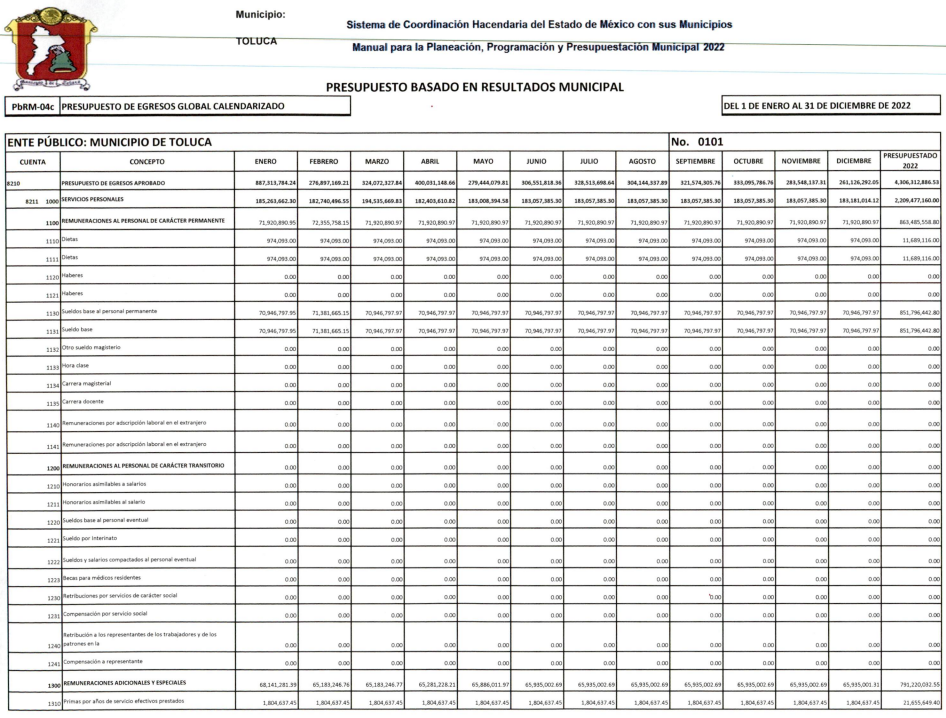 Municipio:
Sistema de Coordinación Hacendaria del Estado de México con sus Municipios
TOLUCA
Manual para la Planeación, Programación y Presupuestación Municipal 2022
PRESUPUESTO BASADO EN RESULTADOS MUNICIPAL
PbRM-04c PRESUPUESTO DE EGRESOS GLOBAL CALENDARIZADO DEL 1 DE ENERO AL 31 DE DICIEMBRE DE 2022
ENTE PÚBLICO: MUNICIPIO DE TOLUCA No. 0101
CUENTA CONCEPTO ENERO FEBRERO MARZO ABRIL MAYO JUNIO JULIO AGOSTO SEPTIEMBRE OCTUBRE NOVIEMBRE DICIEMBRE PRESUPUESTADO 2022
8210 PRESUPUESTO DE EGRESOS APROBADO 887,313,784.24 276,897,169.21 324,072,327.84 400,031,148.66 279,444,079.81 306,551,818.36 328,513,698.64 304,144,337.89 321,574,305.76 333,095,786.76 283,548,137.31 261,126,292.05 4,306,312,886.53
8211 1000 SERVICIOS PERSONALES 185,263,662.30 182,740,496.55 194,535,669.83 182,403,610.82 183,008,394.58 183,057,385.30 183,057,385.30 183,057,385.30 183,057,385.30 183,057,385.30 183,057,385.30 183,181,014.12 2,209,477,160.00
1100 REMUNERACIONES AL PERSONAL DE CARÁCTER PERMANENTE 71,920,890.95 72,355,758.15 71,920,890.97 71,920,890.97 71,920,890.97 71,920,890.97 71,920,890.97 71,920,890.97 71,920,890.97 71,920,890.97 71,920,890.97 71,920,890.97 863,485,558.80
1110 Dietas 974,093.00 974,093.00 974,093.00 974,093.00 974,093.00 974,093.00 974,093.00 974,093.00 974,093.00 974,093.00 974,093.00 974,093.00 11,689,116.00
1111 Dietas 974,093.00 974,093.00 974,093.00 974,093.00 974,093.00 974,093.00 974,093.00 974,093.00 974,093.00 974,093.00 974,093.00 974,093.00 11,689,116.00
1120 Haberes 0.00 0.00 0.00 0.00 0.00 0.00 0.00 0.00 0.00 0.00 0.00 0.00 0.00
1121 Haberes 0.00 0.00 0.00 0.00 0.00 0.00 0.00 0.00 0.00 0.00 0.00 0.00 0.00
1130 Sueldos base al personal permanente 70,946,797.95 71,381,665.15 70,946,797.97 70,946,797.97 70,946,797.97 70,946,797.97 70,946,797.97 70,946,797.97 70,946,797.97 70,946,797.97 70,946,797.97 70,946,797.97 851,796,442.80
1131 Sueldo base 70,946,797.95 71,381,665.15 70,946,797.97 70,946,797.97 70,946,797.97 70,946,797.97 70,946,797.97 70,946,797.97 70,946,797.97 70,946,797.97 70,946,797.97 70,946,797.97 851,796,442.80
1132 Otro sueldo magisterio 0.00 0.00 0.00 0.00 0.00 0.00 0.00 0.00 0.00 0.00 0.00 0.00 0.00
1133 Hora clase 0.00 0.00 0.00 0.00 0.00 0.00 0.00 0.00 0.00 0.00 0.00 0.00 0.00
1134 Carrera magisterial 0.00 0.00 0.00 0.00 0.00 0.00 0.00 0.00 0.00 0.00 0.00 0.00 0.00
1135 Carrera docente 0.00 0.00 0.00 0.00 0.00 0.00 0.00 0.00 0.00 0.00 0.00 0.00 0.00
1140 Remuneraciones por adscripción laboral en el extranjero 0.00 0.00 0.00 0.00 0.00 0.00 0.00 0.00 0.00 0.00 0.00 0.00 0.00
1141 Remuneraciones por adscripción laboral en el extranjero 0.00 0.00 0.00 0.00 0.00 0.00 0.00 0.00 0.00 0.00 0.00 0.00 0.00
1200 REMUNERACIONES AL PERSONAL DE CARÁCTER TRANSITORIO 0.00 0.00 0.00 0.00 0.00 0.00 0.00 0.00 0.00 0.00 0.00 0.00 0.00
1210 Honorarios asimilables a salarios 0.00 0.00 0.00 0.00 0.00 0.00 0.00 0.00 0.00 0.00 0.00 0.00 0.00
1211 Honorarios asimilables al salario 0.00 0.00 0.00 0.00 0.00 0.00 0.00 0.00 0.00 0.00 0.00 0.00 0.00
1220 Sueldos base al personal eventual 0.00 0.00 0.00 0.00 0.00 0.00 0.00 0.00 0.00 0.00 0.00 0.00 0.00
1221 Sueldo por interinato 0.00 0.00 0.00 0.00 0.00 0.00 0.00 0.00 0.00 0.00 0.00 0.00 0.00
1222 Sueldos y salarios compactados al personal eventual 0.00 0.00 0.00 0.00 0.00 0.00 0.00 0.00 0.00 0.00 0.00 0.00 0.00
1223 Becas para médicos residentes 0.00 0.00 0.00 0.00 0.00 0.00 0.00 0.00 0.00 0.00 0.00 0.00 0.00
1230 Retribuciones por servicios de carácter social 0.00 0.00 0.00 0.00 0.00 0.00 0.00 0.00 0.00 0.00 0.00 0.00 0.00
1231 Compensación por servicio social 0.00 0.00 0.00 0.00 0.00 0.00 0.00 0.00 0.00 0.00 0.00 0.00 0.00
Retribución a los representantes de los trabajadores y de los
1240 patrones en la 0.00 0.00 0.00 0.00 0.00 0.00 0.00 0.00 0.00 0.00 0.00 0.00 0.00
1241 Compensación a representante 0.00 0.00 0.00 0.00 0.00 0.00 0.00 0.00 0.00 0.00 0.00 0.00 0.00
1300 REMUNERACIONES ADICIONALES Y ESPECIALES 68,141,281.39 65,183,246.76 65,183,246.77 65,281,228.21 65,886,011.97 65,935,002.69 65,935,002.69 65,935,002.69 65,935,002.69 65,935,002.69 65,935,002.69 65,935,001.31 791,220,032.55
1310 Primas por años de servicio efectivos prestados 1,804,637.45 1,804,637.45 1,804,637.45 1,804,637.45 1,804,637.45 1,804,637.45 1,804,637.45 1,804,637.45 1,804,637.45 1,804,637.45 1,804,637.45 1,804,637.45 21,655,649.40